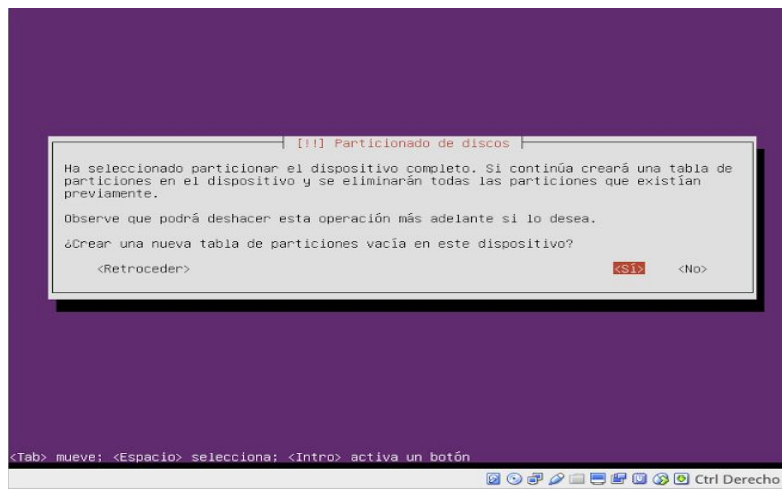 [!!] Particionado de discos
Ha seleccionado particionar el dispositivo completo. Si continúa creará una tabla de
particiones en el dispositivo y se eliminarán todas las particiones que existían
previamente.
Observe que podrá deshacer esta operación más adelante si lo desea.
¿Crear una nueva tabla de particiones vacía en este dispositivo?
<Retroceder> <Sí> <No>
<Tab> mueve; <Espacio> selecciona; <Intro> activa un botón
Ctrl Derecho